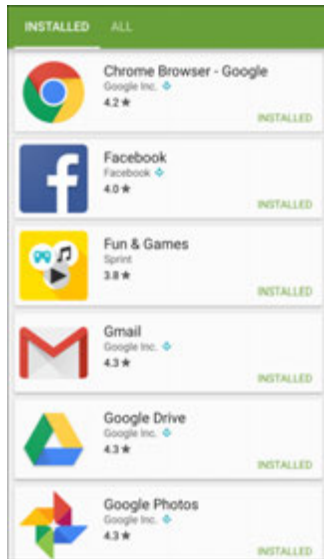 INSTALLED ALL
Chrome Browser - Google
Google Inc.
4.2 ★
INSTALLED
Facebook
Facebook
4.0 ★
INSTALLED
Fun & Games
Sprint
3.8 ★
INSTALLED
Gmail
Google Inc.
4.3 ★
INSTALLED
Google Drive
Google Inc.
4.3 ★
INSTALLED
Google Photos
Google Inc.
4.3 ★
INSTALLED